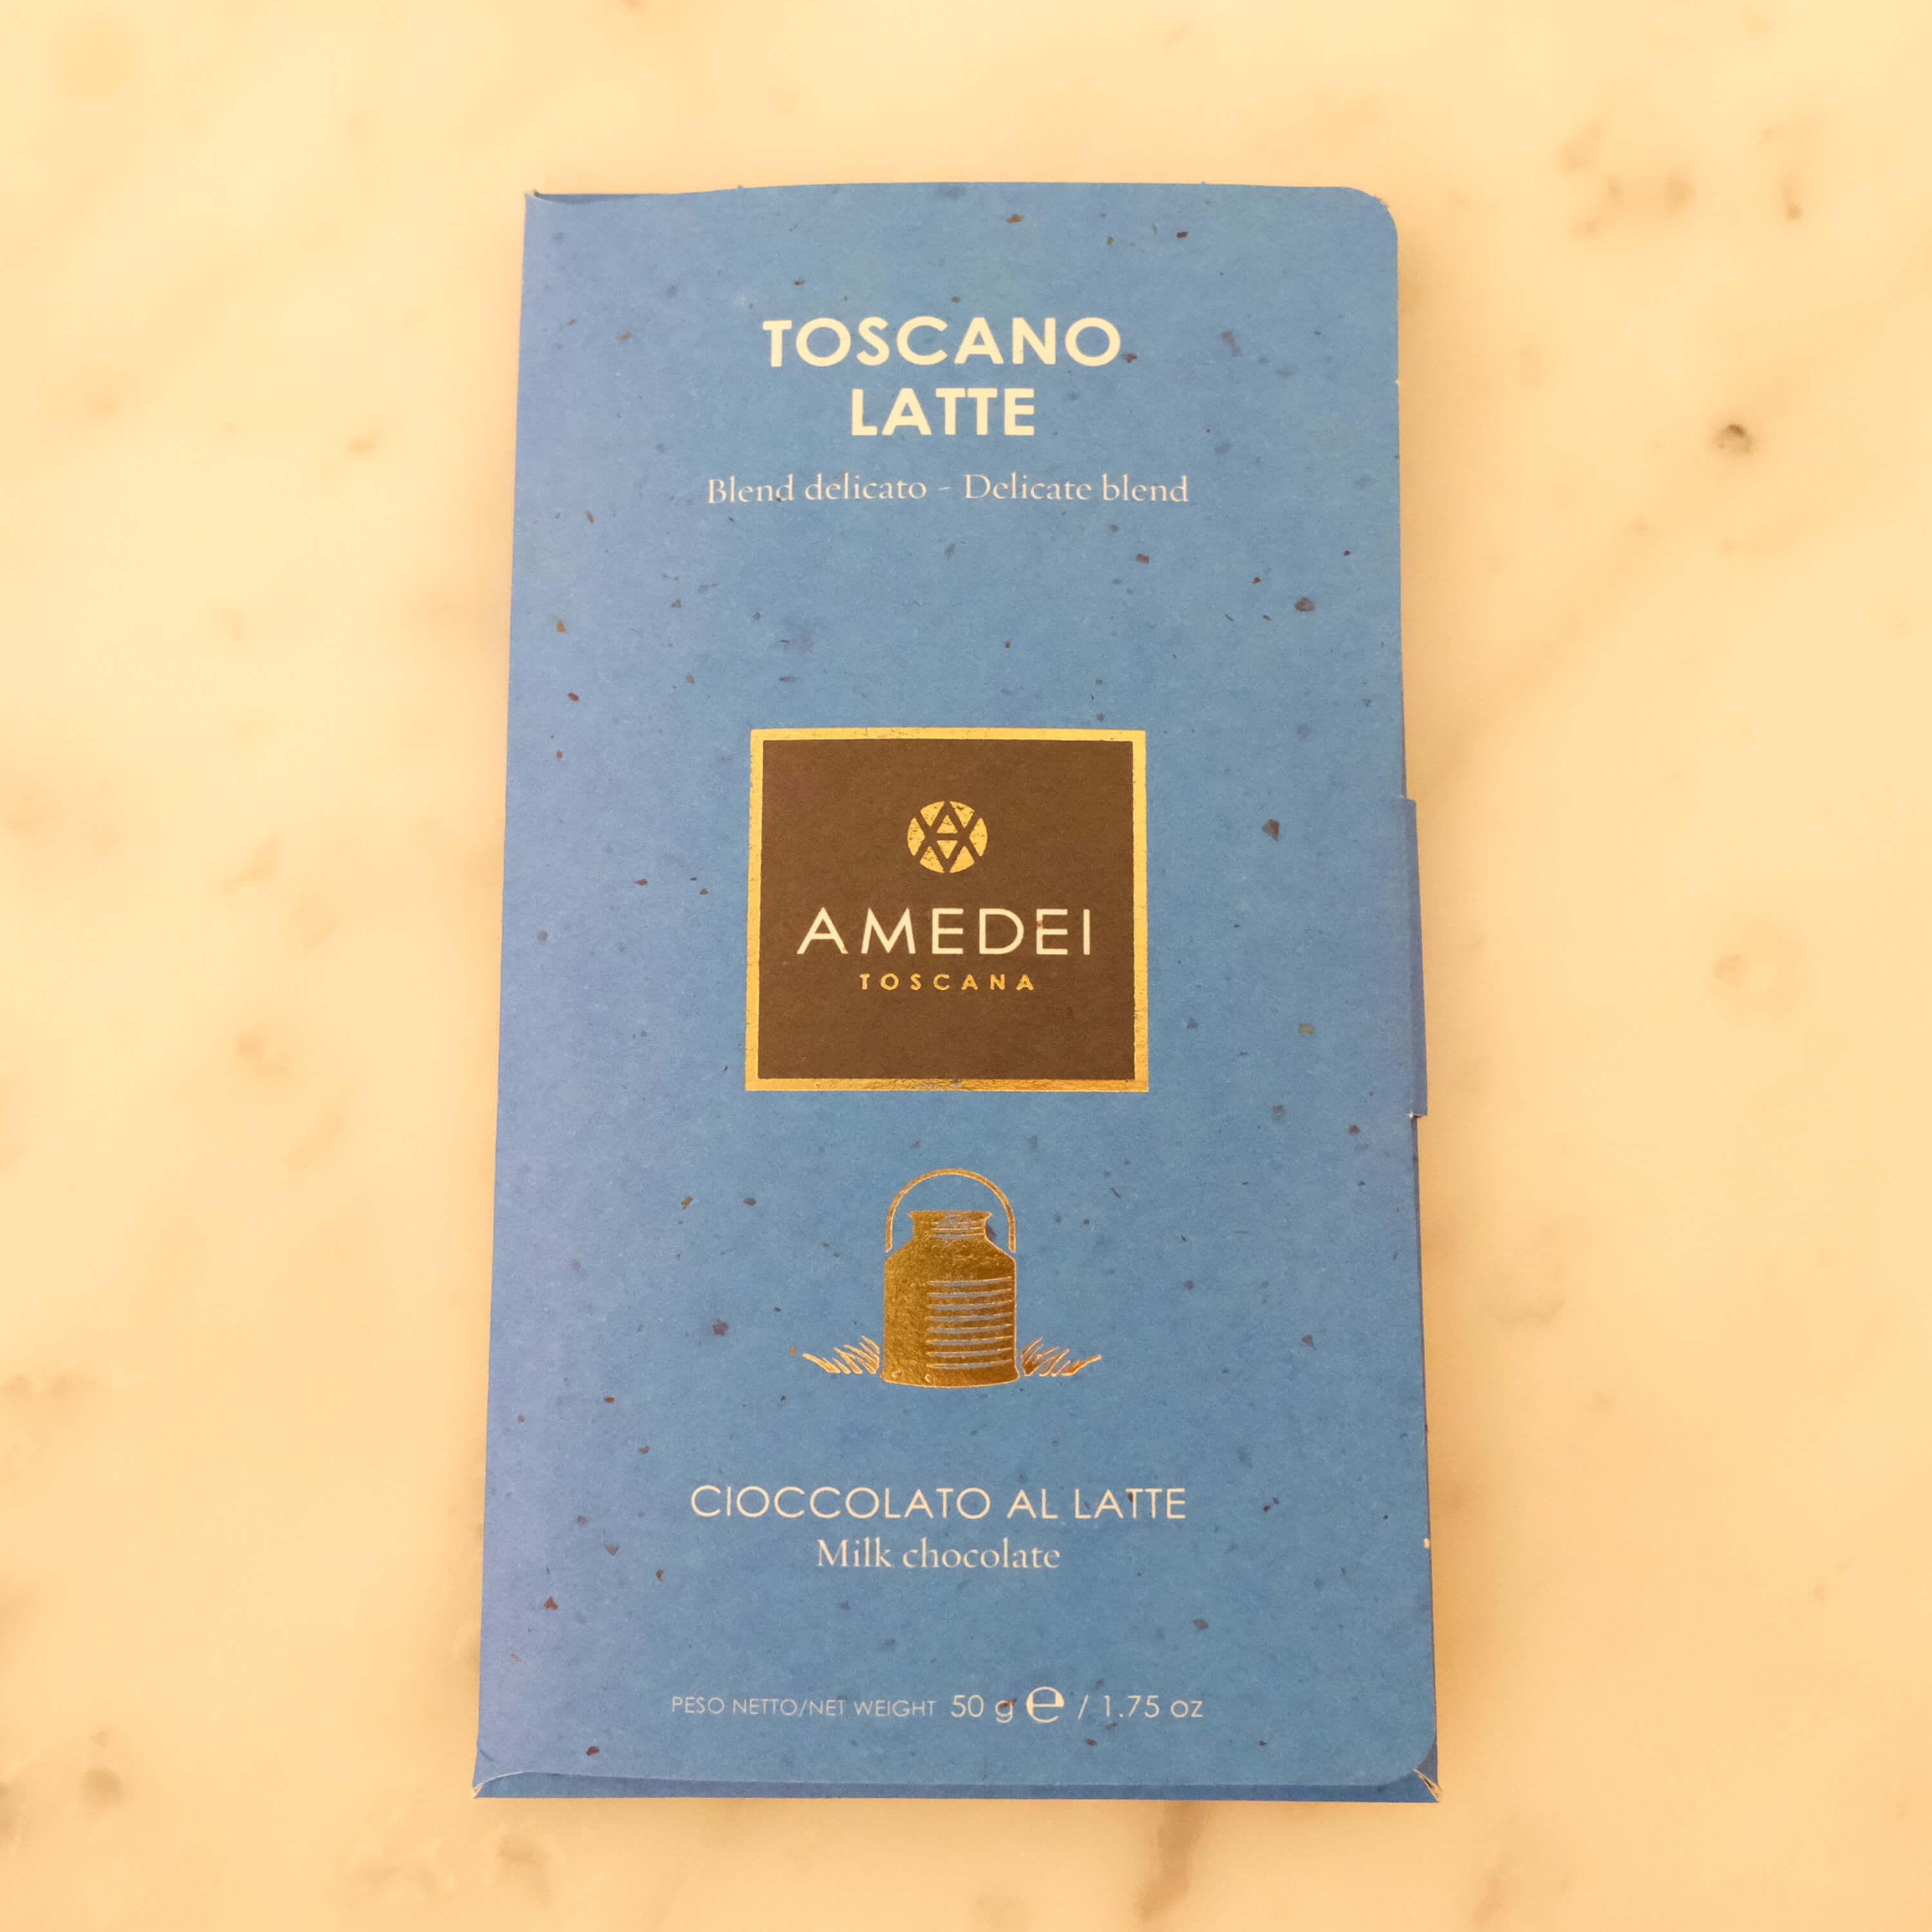 TOSCANO
LATTE
Blend delicato - Delicate blend
AMEDEI
TOSCANA
CIOCCOLATO AL LATTE
Milk chocolate
PESO NETTO/NET WEIGHT 50 g ℮ / 1.75 oz